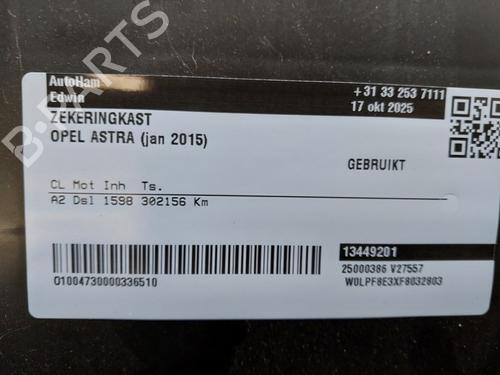 AutoHam
Edwin
+31 33 253 7111
17 okt 2025
ZEKERINGKAST
OPEL ASTRA (jan 2015)
GEBRUIKT
CL Mot Inh Ts.
A2 Dsl 1598 302156 Km
13449201
25000386 V27557
W0LPF8E3XF8032803
O1004730000336510
B-PARTS